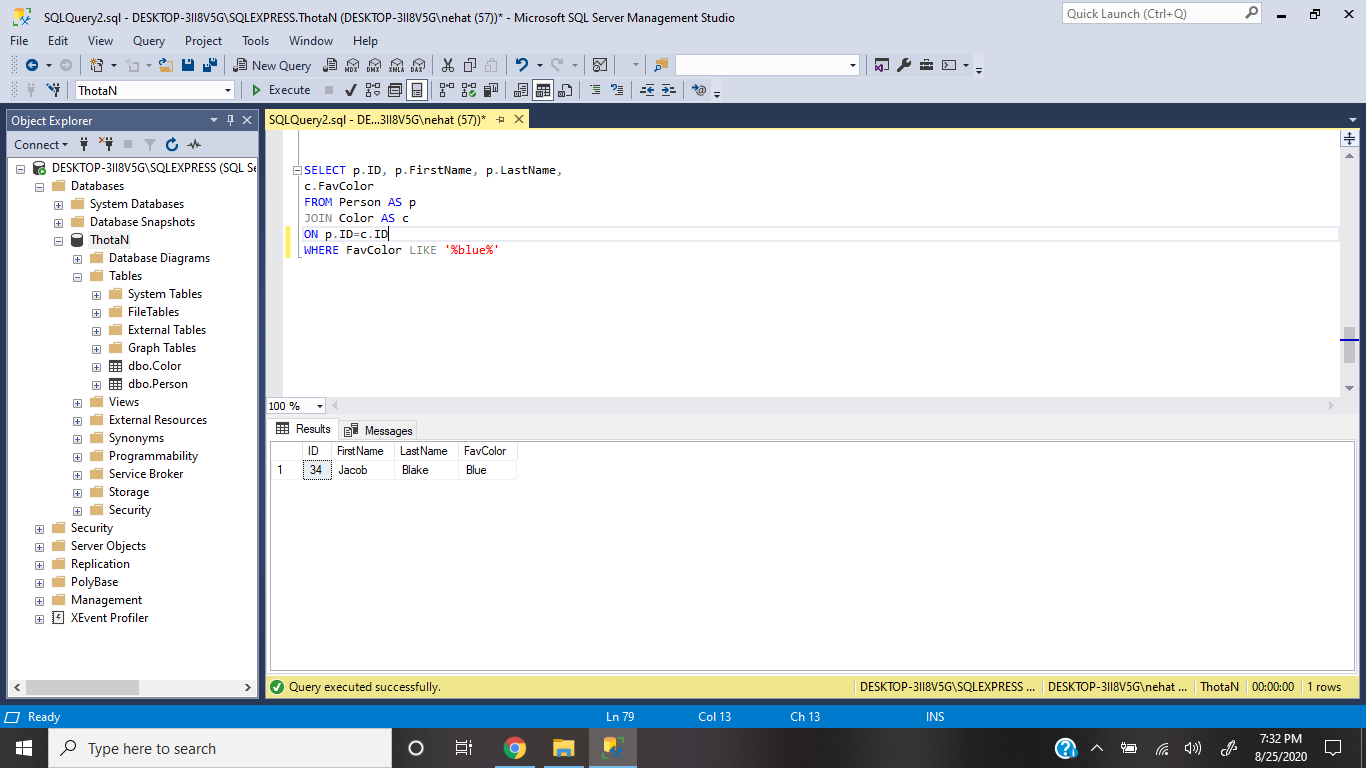 SQLQuery2.sql - DESKTOP-3II8V5G\SQLEXPRESS.ThotaN (DESKTOP-3II8V5G\nehat (57))* - Microsoft SQL Server Management Studio
Quick Launch (Ctrl+Q)
File Edit View Query Project Tools Window Help
New Query MDX DMX XMLA DAX
ThotaN Execute
Object Explorer
SQLQuery2.sql - DE...3II8V5G\nehat (57))*
Connect
DESKTOP-3II8V5G\SQLEXPRESS (SQL Se
Databases
System Databases
Database Snapshots
ThotaN
Database Diagrams
Tables
System Tables
FileTables
External Tables
Graph Tables
dbo.Color
dbo.Person
Views
External Resources
Synonyms
Programmability
Service Broker
Storage
Security
Security
Server Objects
Replication
PolyBase
Management
XEvent Profiler
SELECT p.ID, p.FirstName, p.LastName,
c.FavColor
FROM Person AS p
JOIN Color AS c
ON p.ID=c.ID
WHERE FavColor LIKE '%blue%'
100 %
Results Messages
ID FirstName LastName FavColor
1 34 Jacob Blake Blue
Query executed successfully.
DESKTOP-3II8V5G\SQLEXPRESS ... DESKTOP-3II8V5G\nehat ... ThotaN 00:00:00 1 rows
Ready Ln 79 Col 13 Ch 13 INS
Type here to search
7:32 PM
8/25/2020